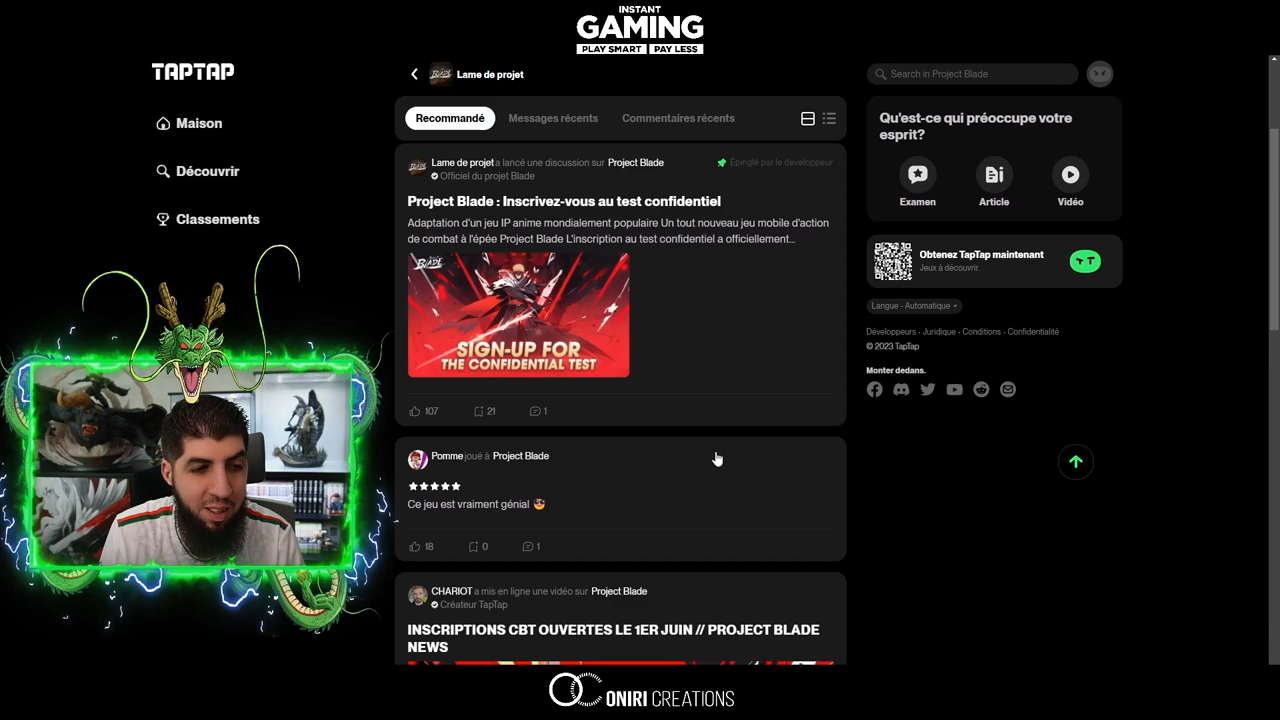 INSTANT
GAMING
PLAY SMART PAY LESS
TAPTAP
Maison
Découvrir
Classements
Lame de projet
Recommandé Messages récents Commentaires récents
Lame de projet a lancé une discussion sur Project Blade
Épinglé par le développeur
Officiel du projet Blade
Project Blade : Inscrivez-vous au test confidentiel
Adaptation d'un jeu IP anime mondialement populaire Un tout nouveau jeu mobile d'action
de combat à l'épée Project Blade L'inscription au test confidentiel a officiellement...
BLADE
SIGN-UP FOR
THE CONFIDENTIAL TEST
107 21 1
Pomme joué à Project Blade
Ce jeu est vraiment génial
18 0 1
CHARIOT a mis en ligne une vidéo sur Project Blade
Créateur TapTap
INSCRIPTIONS CBT OUVERTES LE 1ER JUIN // PROJECT BLADE
NEWS
Search in Project Blade
Qu'est-ce qui préoccupe votre
esprit?
Examen Article Vidéo
Obtenez TapTap maintenant
Jeux à découvrir.
Langue - Automatique
Développeurs · Juridique · Conditions · Confidentialité
© 2023 TapTap
Monter dedans.
OC ONIRI CREATIONS